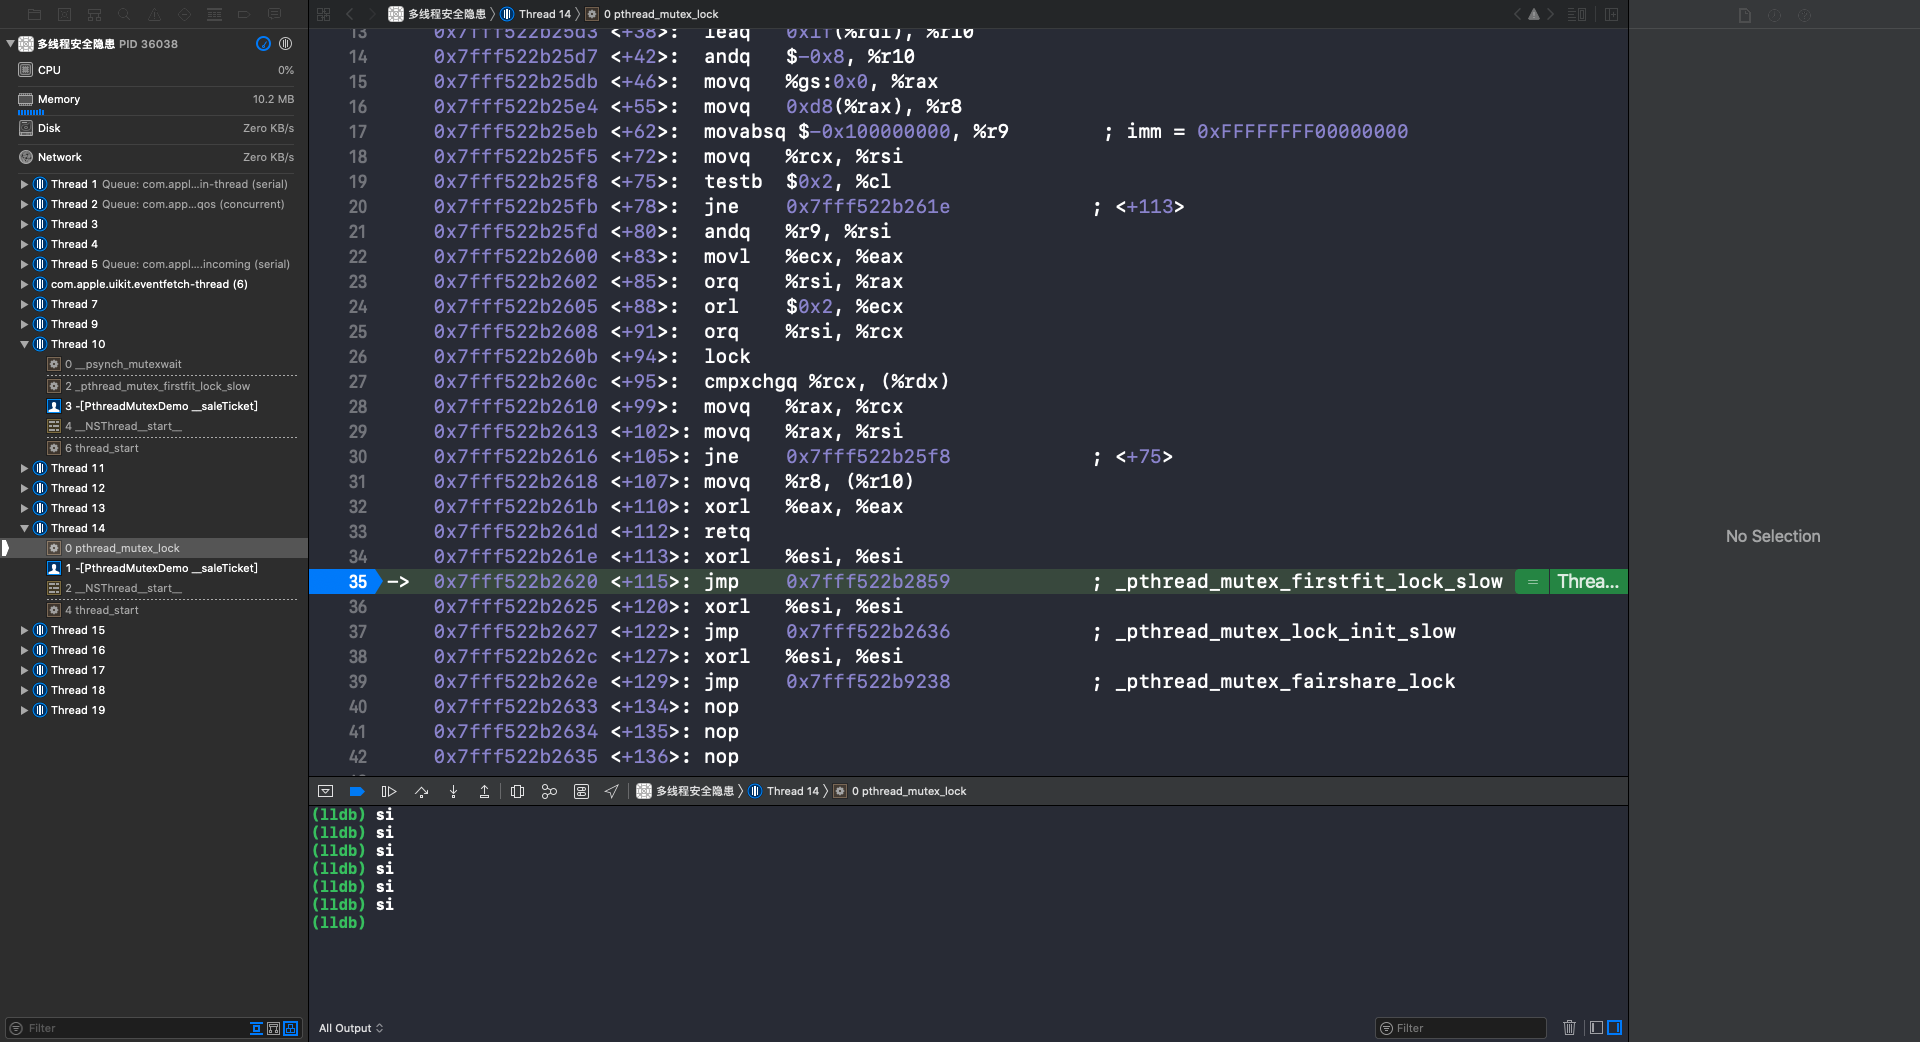 多线程安全隐患 PID 36038
CPU 0%
Memory 10.2 MB
Disk Zero KB/s
Network Zero KB/s
Thread 1 Queue: com.appl...in-thread (serial)
Thread 2 Queue: com.app...qos (concurrent)
Thread 3
Thread 4
Thread 5 Queue: com.appl....incoming (serial)
com.apple.uikit.eventfetch-thread (6)
Thread 7
Thread 9
Thread 10
0 __psynch_mutexwait
2 _pthread_mutex_firstfit_lock_slow
3 -[PthreadMutexDemo __saleTicket]
4 __NSThread__start__
6 thread_start
Thread 11
Thread 12
Thread 13
Thread 14
0 pthread_mutex_lock
1 -[PthreadMutexDemo __saleTicket]
2 __NSThread__start__
4 thread_start
Thread 15
Thread 16
Thread 17
Thread 18
Thread 19
Filter
多线程安全隐患 〉 Thread 14 〉 0 pthread_mutex_lock
13 0x7fff522b25d3 <+38>: leaq 0x1f(%rdi), %r10
14 0x7fff522b25d7 <+42>: andq $-0x8, %r10
15 0x7fff522b25db <+46>: movq %gs:0x0, %rax
16 0x7fff522b25e4 <+55>: movq 0xd8(%rax), %r8
17 0x7fff522b25eb <+62>: movabsq $-0x100000000, %r9 ; imm = 0xFFFFFFFF00000000
18 0x7fff522b25f5 <+72>: movq %rcx, %rsi
19 0x7fff522b25f8 <+75>: testb $0x2, %cl
20 0x7fff522b25fb <+78>: jne 0x7fff522b261e ; <+113>
21 0x7fff522b25fd <+80>: andq %r9, %rsi
22 0x7fff522b2600 <+83>: movl %ecx, %eax
23 0x7fff522b2602 <+85>: orq %rsi, %rax
24 0x7fff522b2605 <+88>: orl $0x2, %ecx
25 0x7fff522b2608 <+91>: orq %rsi, %rcx
26 0x7fff522b260b <+94>: lock
27 0x7fff522b260c <+95>: cmpxchgq %rcx, (%rdx)
28 0x7fff522b2610 <+99>: movq %rax, %rcx
29 0x7fff522b2613 <+102>: movq %rax, %rsi
30 0x7fff522b2616 <+105>: jne 0x7fff522b25f8 ; <+75>
31 0x7fff522b2618 <+107>: movq %r8, (%r10)
32 0x7fff522b261b <+110>: xorl %eax, %eax
33 0x7fff522b261d <+112>: retq
34 0x7fff522b261e <+113>: xorl %esi, %esi
35 -> 0x7fff522b2620 <+115>: jmp 0x7fff522b2859 ; _pthread_mutex_firstfit_lock_slow = Threa...
36 0x7fff522b2625 <+120>: xorl %esi, %esi
37 0x7fff522b2627 <+122>: jmp 0x7fff522b2636 ; _pthread_mutex_lock_init_slow
38 0x7fff522b262c <+127>: xorl %esi, %esi
39 0x7fff522b262e <+129>: jmp 0x7fff522b9238 ; _pthread_mutex_fairshare_lock
40 0x7fff522b2633 <+134>: nop
41 0x7fff522b2634 <+135>: nop
42 0x7fff522b2635 <+136>: nop
多线程安全隐患 〉 Thread 14 〉 0 pthread_mutex_lock
(lldb) si
(lldb) si
(lldb) si
(lldb) si
(lldb) si
(lldb) si
(lldb)
All Output
Filter
No Selection